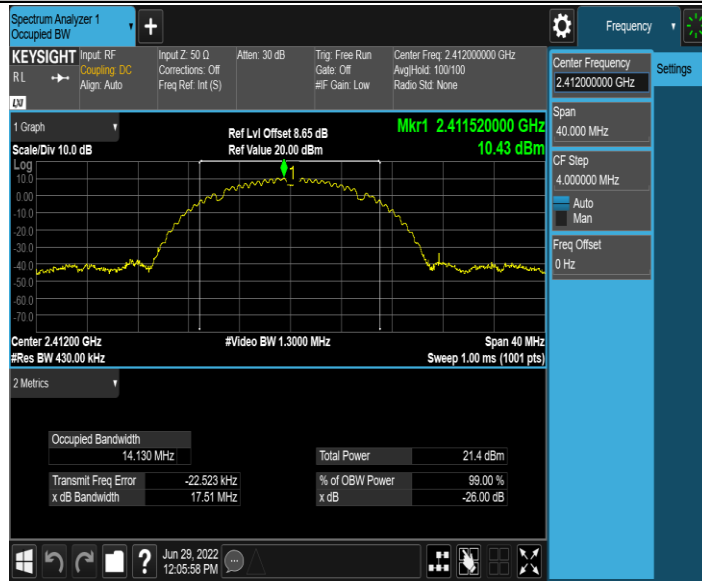 Spectrum Analyzer 1
Occupied BW
+
Frequency
KEYSIGHT
RL
LXI
Input: RF
Coupling: DC
Align: Auto
Input Z: 50 Ω
Corrections: Off
Freq Ref: Int (S)
Atten: 30 dB
Trig: Free Run
Gate: Off
#IF Gain: Low
Center Freq: 2.412000000 GHz
Avg|Hold: 100/100
Radio Std: None
Center Frequency
2.412000000 GHz
Settings
Span
40.000 MHz
CF Step
4.000000 MHz
Auto
Man
Freq Offset
0 Hz
1 Graph
Scale/Div 10.0 dB
Ref Lvl Offset 8.65 dB
Ref Value 20.00 dBm
Mkr1 2.411520000 GHz
10.43 dBm
Log
10.0
0.00
-10.0
-20.0
-30.0
-40.0
-50.0
-60.0
-70.0
1
Center 2.41200 GHz
#Res BW 430.00 kHz
#Video BW 1.3000 MHz
Span 40 MHz
Sweep 1.00 ms (1001 pts)
2 Metrics
Occupied Bandwidth
14.130 MHz
Total Power 21.4 dBm
Transmit Freq Error -22.523 kHz
% of OBW Power 99.00 %
x dB Bandwidth 17.51 MHz
x dB -26.00 dB
?
Jun 29, 2022
12:05:58 PM